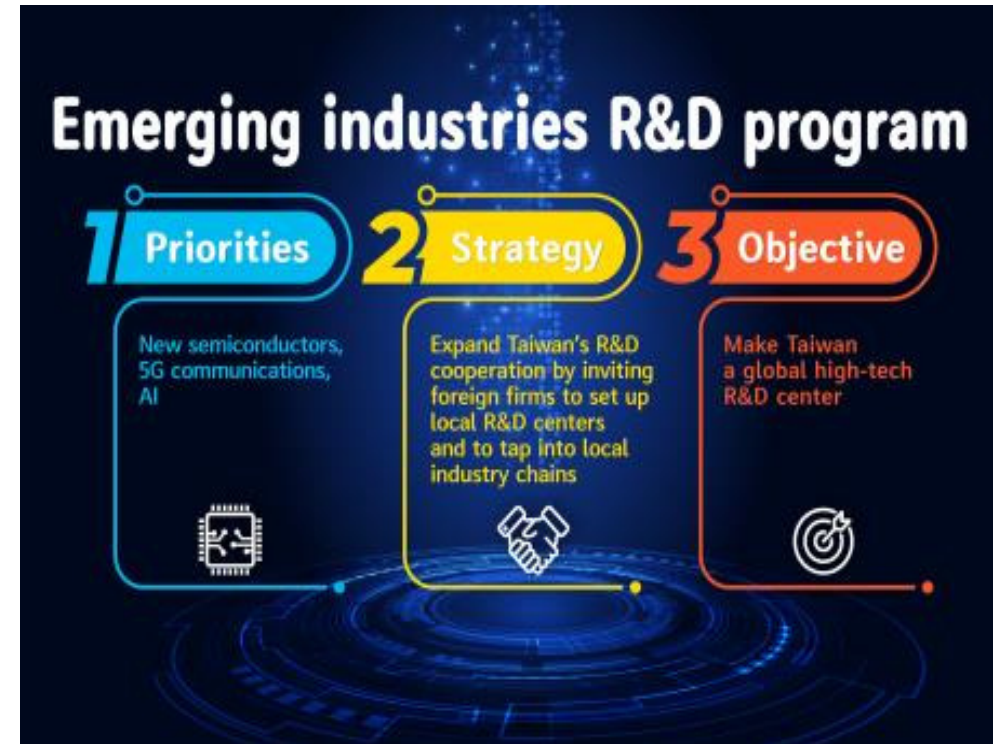 Emerging industries R&D program
1 Priorities
New semiconductors,
5G communications,
AI
2 Strategy
Expand Taiwan's R&D
cooperation by inviting
foreign firms to set up
local R&D centers
and to tap into local
industry chains
3 Objective
Make Taiwan
a global high-tech
R&D center